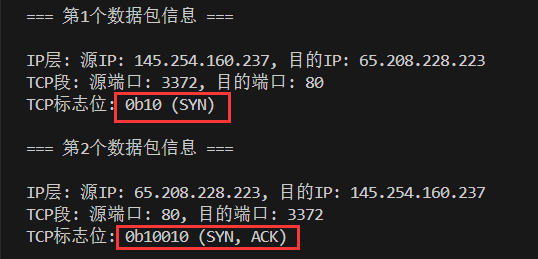 === 第1个数据包信息 ===
IP层: 源IP: 145.254.160.237, 目的IP: 65.208.228.223
TCP段: 源端口: 3372, 目的端口: 80
TCP标志位: 0b10 (SYN)
=== 第2个数据包信息 ===
IP层: 源IP: 65.208.228.223, 目的IP: 145.254.160.237
TCP段: 源端口: 80, 目的端口: 3372
TCP标志位: 0b10010 (SYN, ACK)